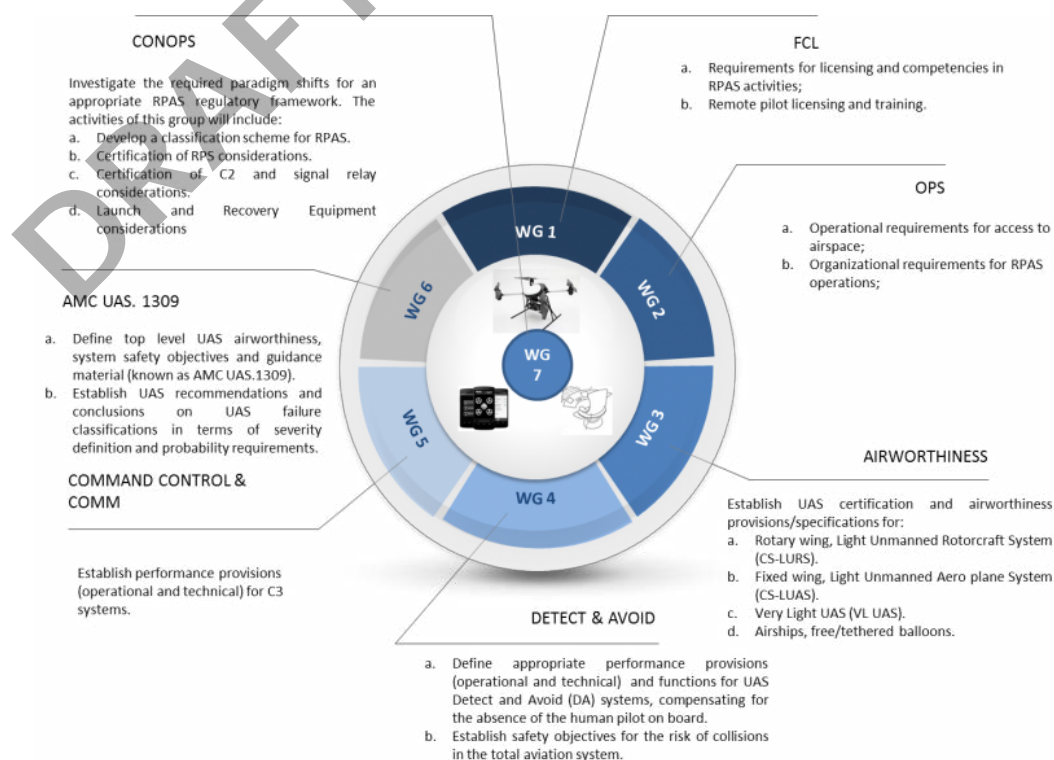 DRAFT
CONOPS
Investigate the required paradigm shifts for an
appropriate RPAS regulatory framework. The
activities of this group will include:
a. Develop a classification scheme for RPAS.
b. Certification of RPS considerations.
c. Certification of C2 and signal relay
considerations.
d. Launch and Recovery Equipment
considerations
FCL
a. Requirements for licensing and competencies in
RPAS activities;
b. Remote pilot licensing and training.
OPS
a. Operational requirements for access to
airspace;
b. Organizational requirements for RPAS
operations;
AMC UAS. 1309
a. Define top level UAS airworthiness,
system safety objectives and guidance
material (known as AMC UAS.1309).
b. Establish UAS recommendations and
conclusions on UAS failure
classifications in terms of severity
definition and probability requirements.
WG 1
WG 2
WG 3
WG 4
WG 5
WG 6
WG
7
COMMAND CONTROL &
COMM
Establish performance provisions
(operational and technical) for C3
systems.
AIRWORTHINESS
Establish UAS certification and airworthiness
provisions/specifications for:
a. Rotary wing, Light Unmanned Rotorcraft System
(CS-LURS).
b. Fixed wing, Light Unmanned Aero plane System
(CS-LUAS).
c. Very Light UAS (VL UAS).
d. Airships, free/tethered balloons.
DETECT & AVOID
a. Define appropriate performance provisions
(operational and technical) and functions for UAS
Detect and Avoid (DA) systems, compensating for
the absence of the human pilot on board.
b. Establish safety objectives for the risk of collisions
in the total aviation system.